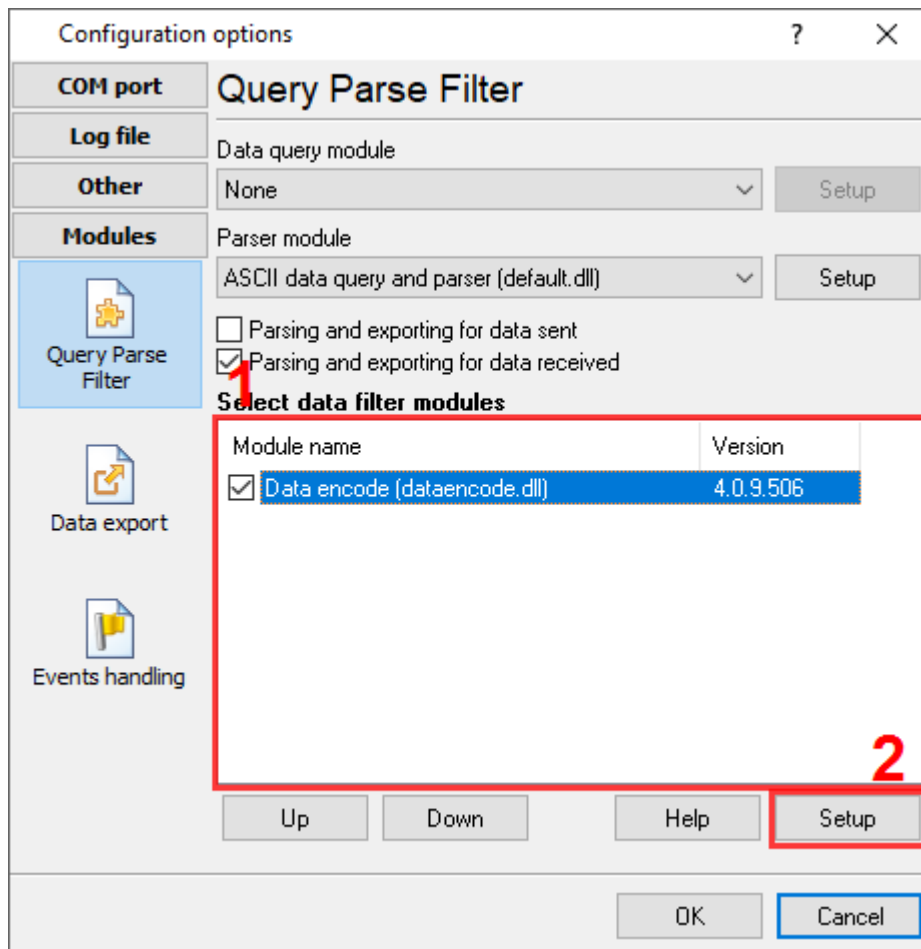 Configuration options
?
COM port
Log file
Other
Modules
Query Parse
Filter
Data export
Events handling
Query Parse Filter
Data query module
None
Setup
Parser module
ASCII data query and parser (default.dll)
Setup
Parsing and exporting for data sent
Parsing and exporting for data received
1
Select data filter modules
Module name
Version
Data encode (dataencode.dll)
4.0.9.506
2
Up
Down
Help
Setup
OK
Cancel